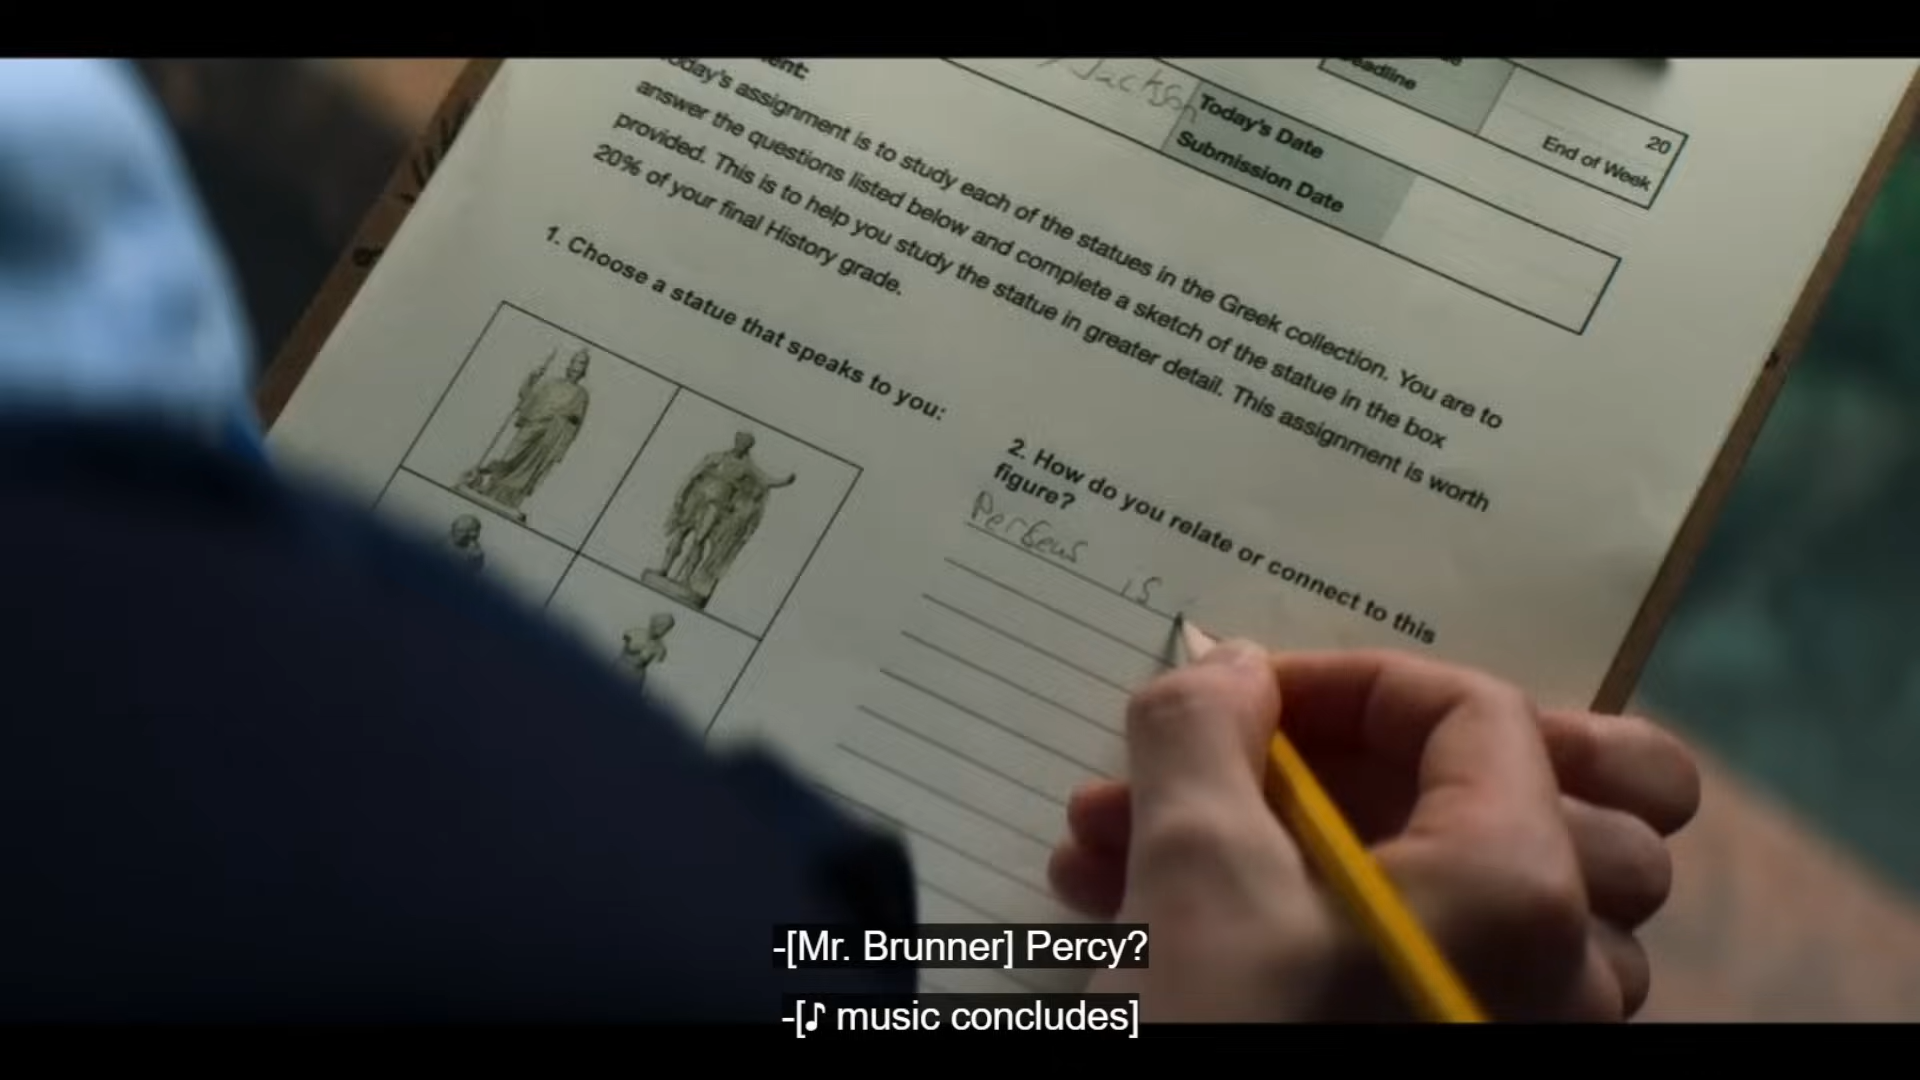 Deadline
20
End of Week
Jackson
Today's Date
Submission Date
Today's assignment is to study each of the statues in the Greek collection. You are to
answer the questions listed below and complete a sketch of the statue in the box
provided. This is to help you study the statue in greater detail. This assignment is worth
20% of your final History grade.
1. Choose a statue that speaks to you:
2. How do you relate or connect to this
figure?
Perseus is
-[Mr. Brunner] Percy?
-[♪ music concludes]